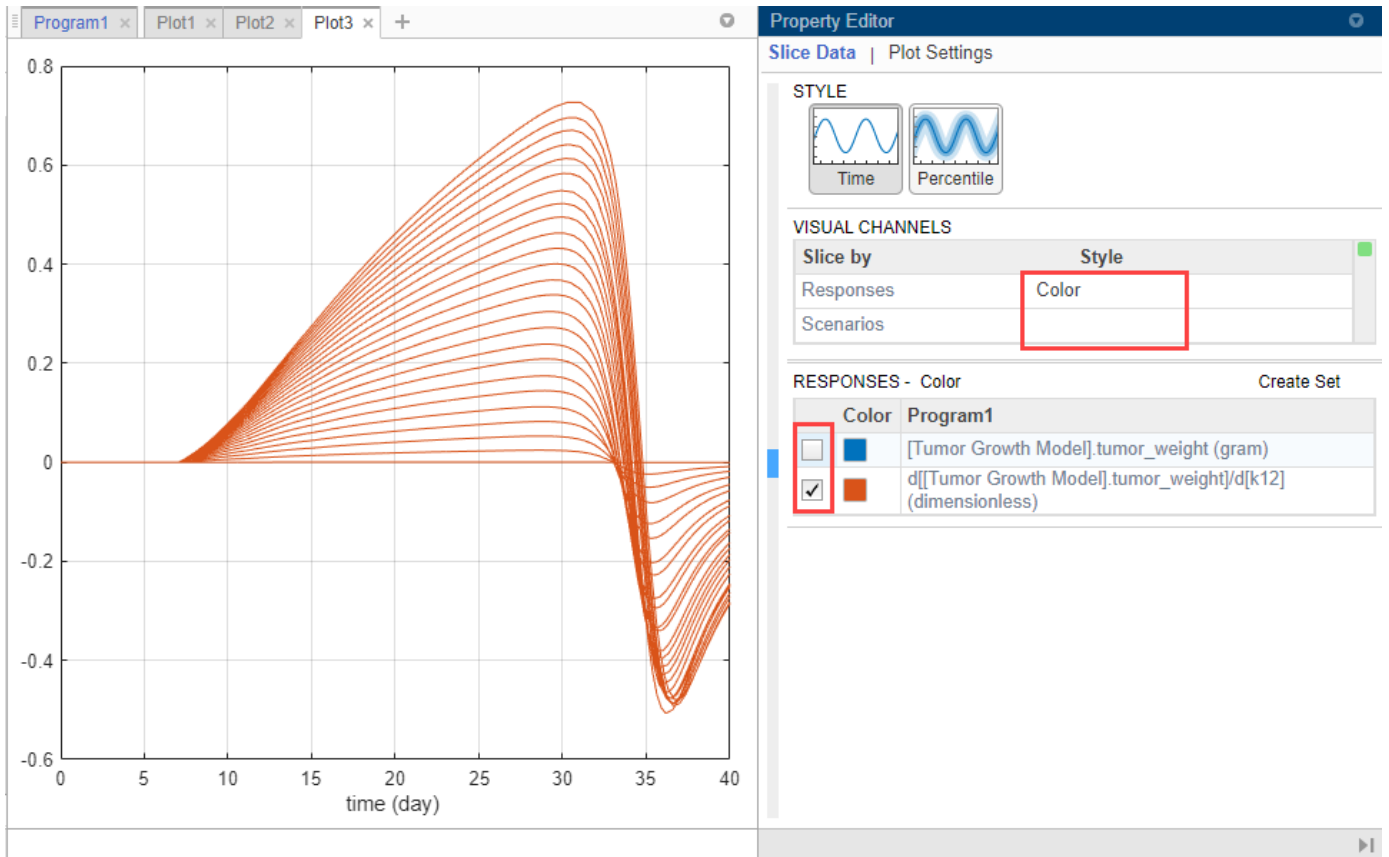 Program1 × Plot1 × Plot2 × Plot3 × +
0.8
0.6
0.4
0.2
0
-0.2
-0.4
-0.6
0 5 10 15 20 25 30 35 40
time (day)
Property Editor
Slice Data | Plot Settings
STYLE
Time Percentile
VISUAL CHANNELS
Slice by Style
Responses Color
Scenarios
RESPONSES - Color Create Set
Color Program1
[Tumor Growth Model].tumor_weight (gram)
d[[Tumor Growth Model].tumor_weight]/d[k12]
(dimensionless)